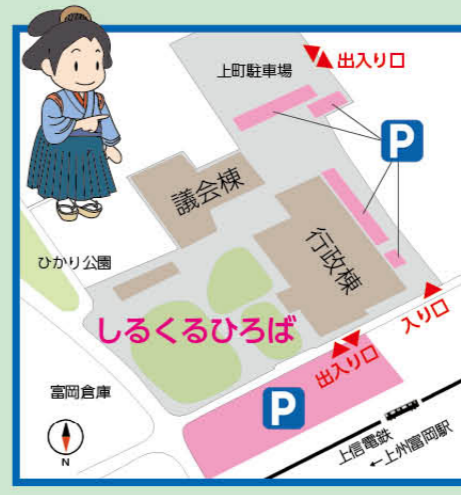 上町駐車場
出入り口
P
議会棟
行政棟
ひかり公園
しるくるひろば
入り口
出入り口
富岡倉庫
P
上信電鉄
←上州富岡駅
N